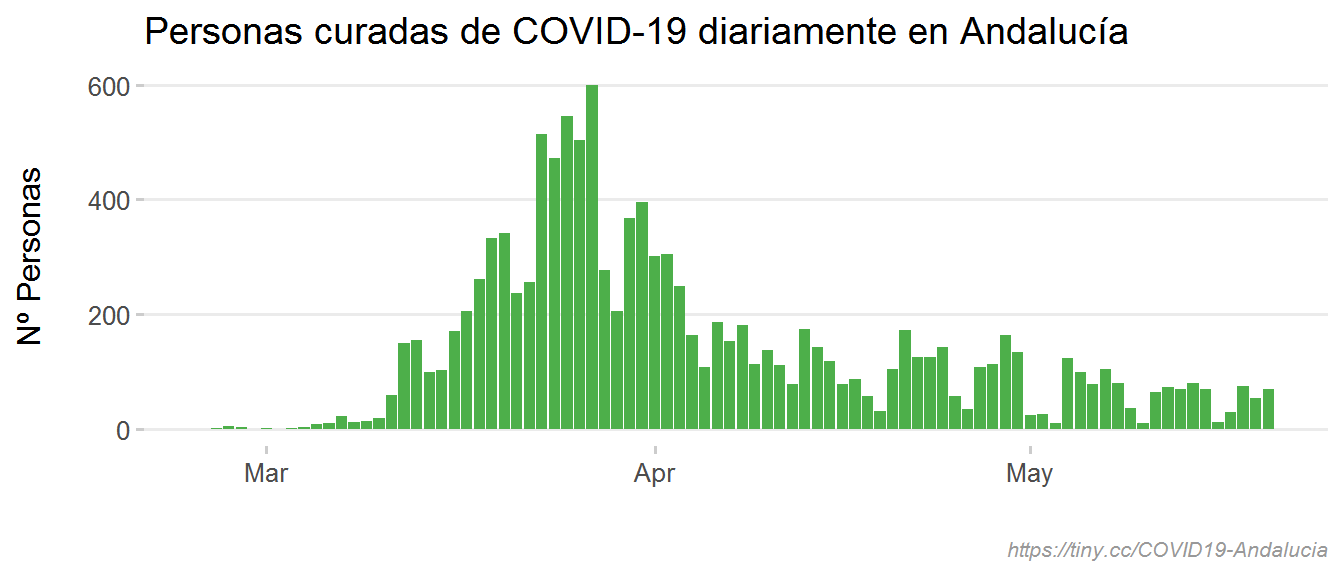 Personas curadas de COVID-19 diariamente en Andalucía
600
400
200
0
Nº Personas
Mar Apr May
https://tiny.cc/COVID19-Andalucia